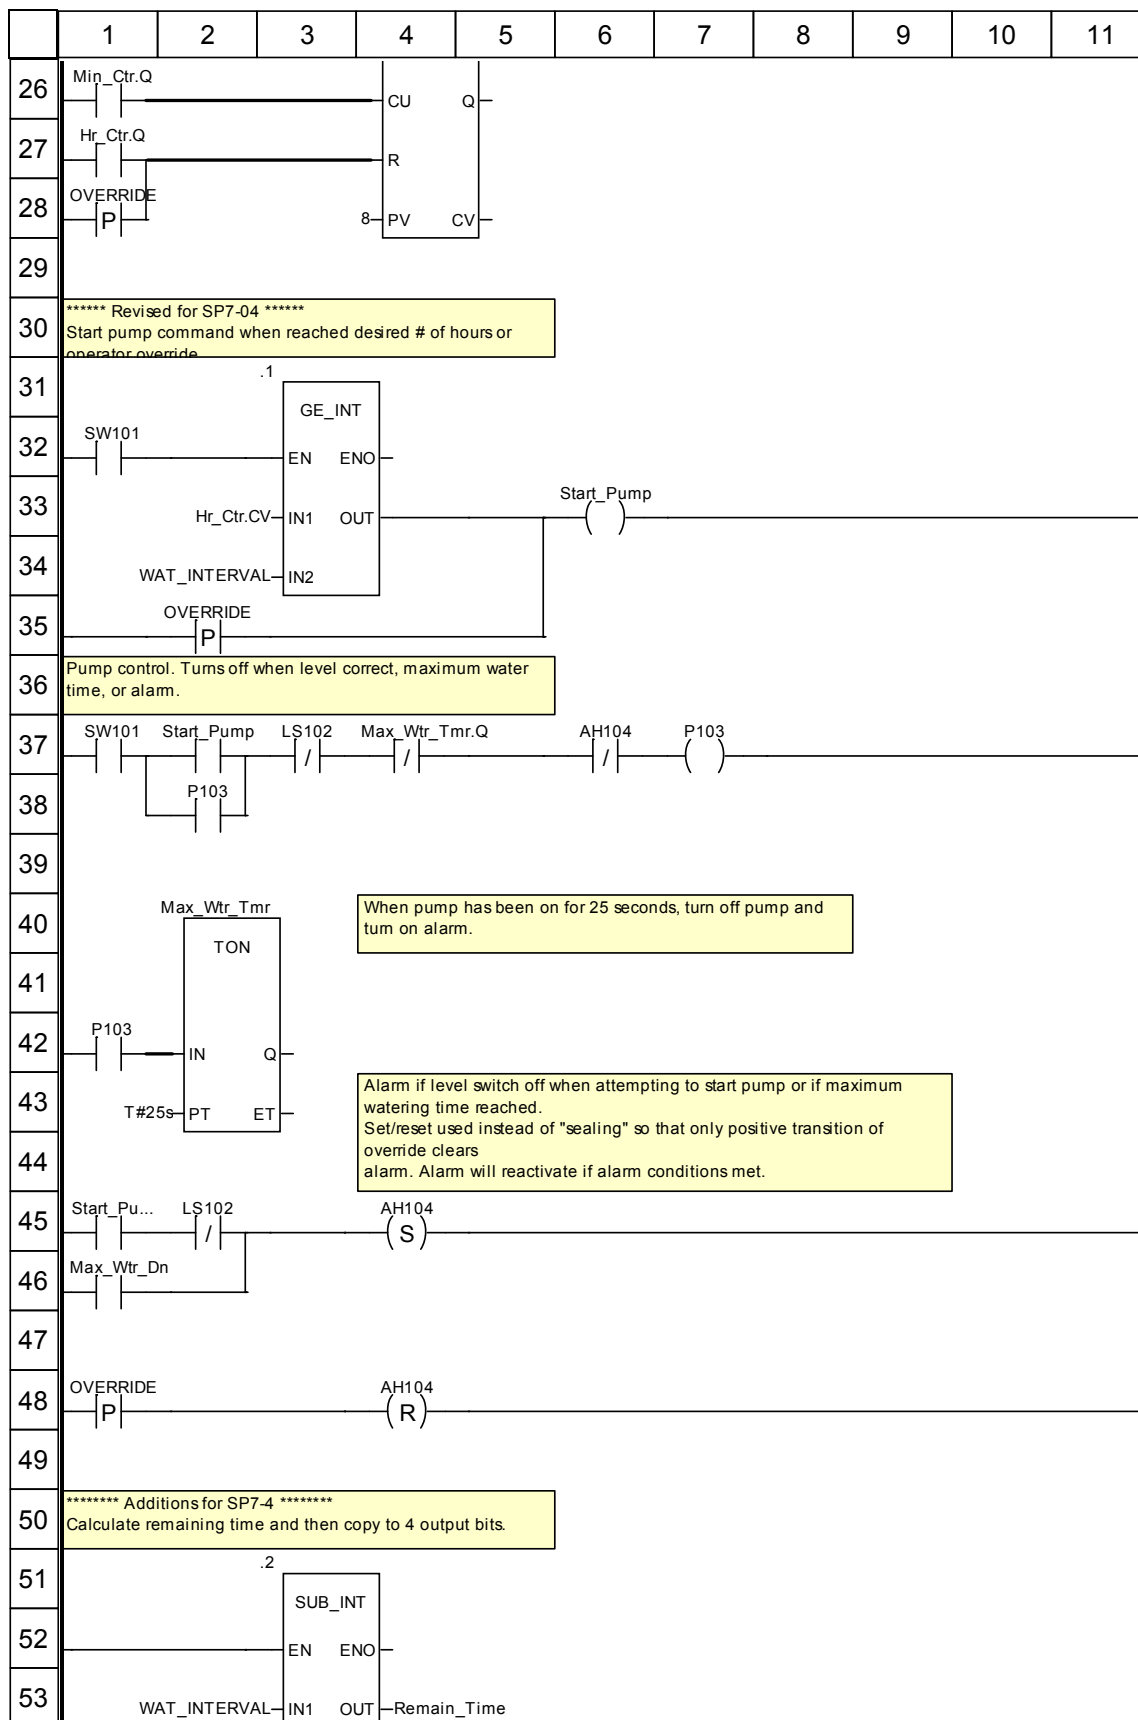 1 2 3 4 5 6 7 8 9 10 11
26 Min_Ctr.Q CU Q
27 Hr_Ctr.Q R
28 OVERRIDE P 8 PV CV
29
30 ****** Revised for SP7-04 ******
Start pump command when reached desired # of hours or
operator override
31 .1
GE_INT
32 SW101 EN ENO
33 Hr_Ctr.CV IN1 OUT Start_Pump
34 WAT_INTERVAL IN2
35 OVERRIDE P
36 Pump control. Turns off when level correct, maximum water
time, or alarm.
37 SW101 Start_Pump LS102 / Max_Wtr_Tmr.Q / AH104 / P103
38 P103
39
40 Max_Wtr_Tmr
TON
When pump has been on for 25 seconds, turn off pump and
turn on alarm.
41
42 P103 IN Q
43 T#25s PT ET
Alarm if level switch off when attempting to start pump or if maximum
watering time reached.
Set/reset used instead of "sealing" so that only positive transition of
override clears
alarm. Alarm will reactivate if alarm conditions met.
44
45 Start_Pu... LS102 / AH104 S
46 Max_Wtr_Dn
47
48 OVERRIDE P AH104 R
49
50 ******** Additions for SP7-4 ********
Calculate remaining time and then copy to 4 output bits.
51 .2
SUB_INT
52 EN ENO
53 WAT_INTERVAL IN1 OUT Remain_Time